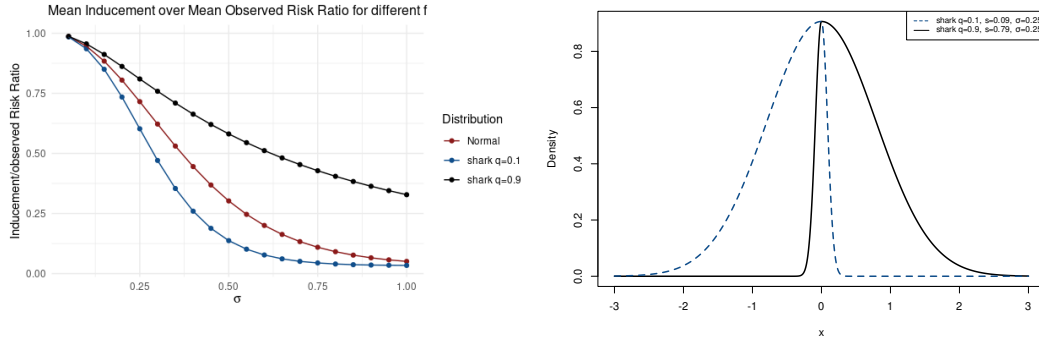 Mean Inducement over Mean Observed Risk Ratio for different f
Inducement/observed Risk Ratio
1.00
0.75
0.50
0.25
0.00
0.25
0.50
0.75
1.00
σ
Distribution
Normal
shark q=0.1
shark q=0.9
shark q=0.1, s=0.09, σ=0.25
shark q=0.9, s=0.79, σ=0.25
Density
0.8
0.6
0.4
0.2
0.0
-3
-2
-1
0
1
2
3
x